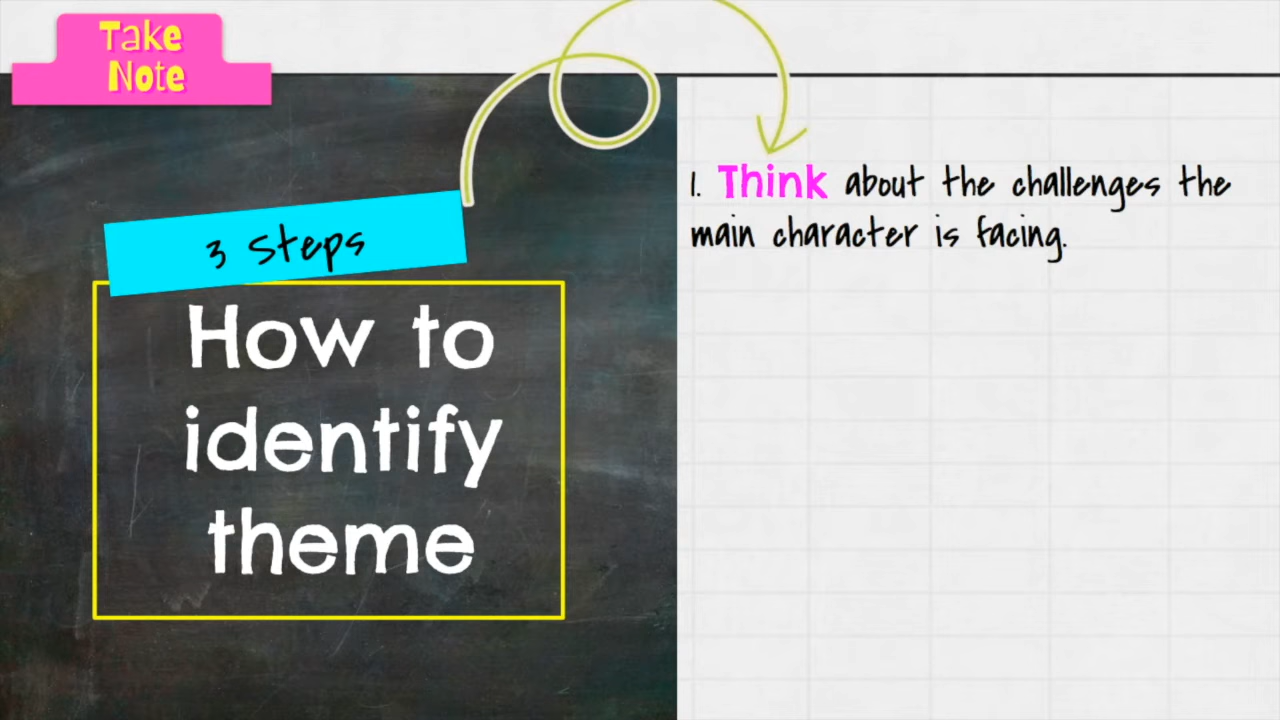 Take
Note
3 Steps
How to
identify
theme
1. Think about the challenges the
main character is facing.